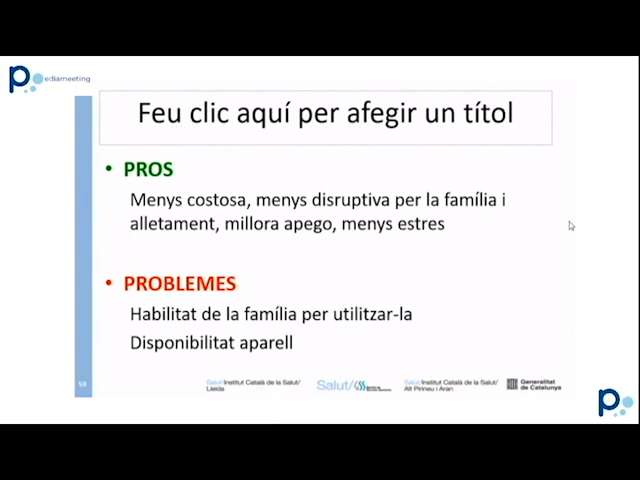 ediameeting
Feu clic aquí per afegir un títol
• PROS
Menys costosa, menys disruptiva per la família i
alletament, millora apego, menys estres
• PROBLEMES
Habilitat de la família per utilitzar-la
Disponibilitat aparell
59
Salut/Institut Català de la Salut/
Lleida
Salut/
Salut/Institut Català de la Salut/
Alt Pirineu i Aran
Generalitat
de Catalunya